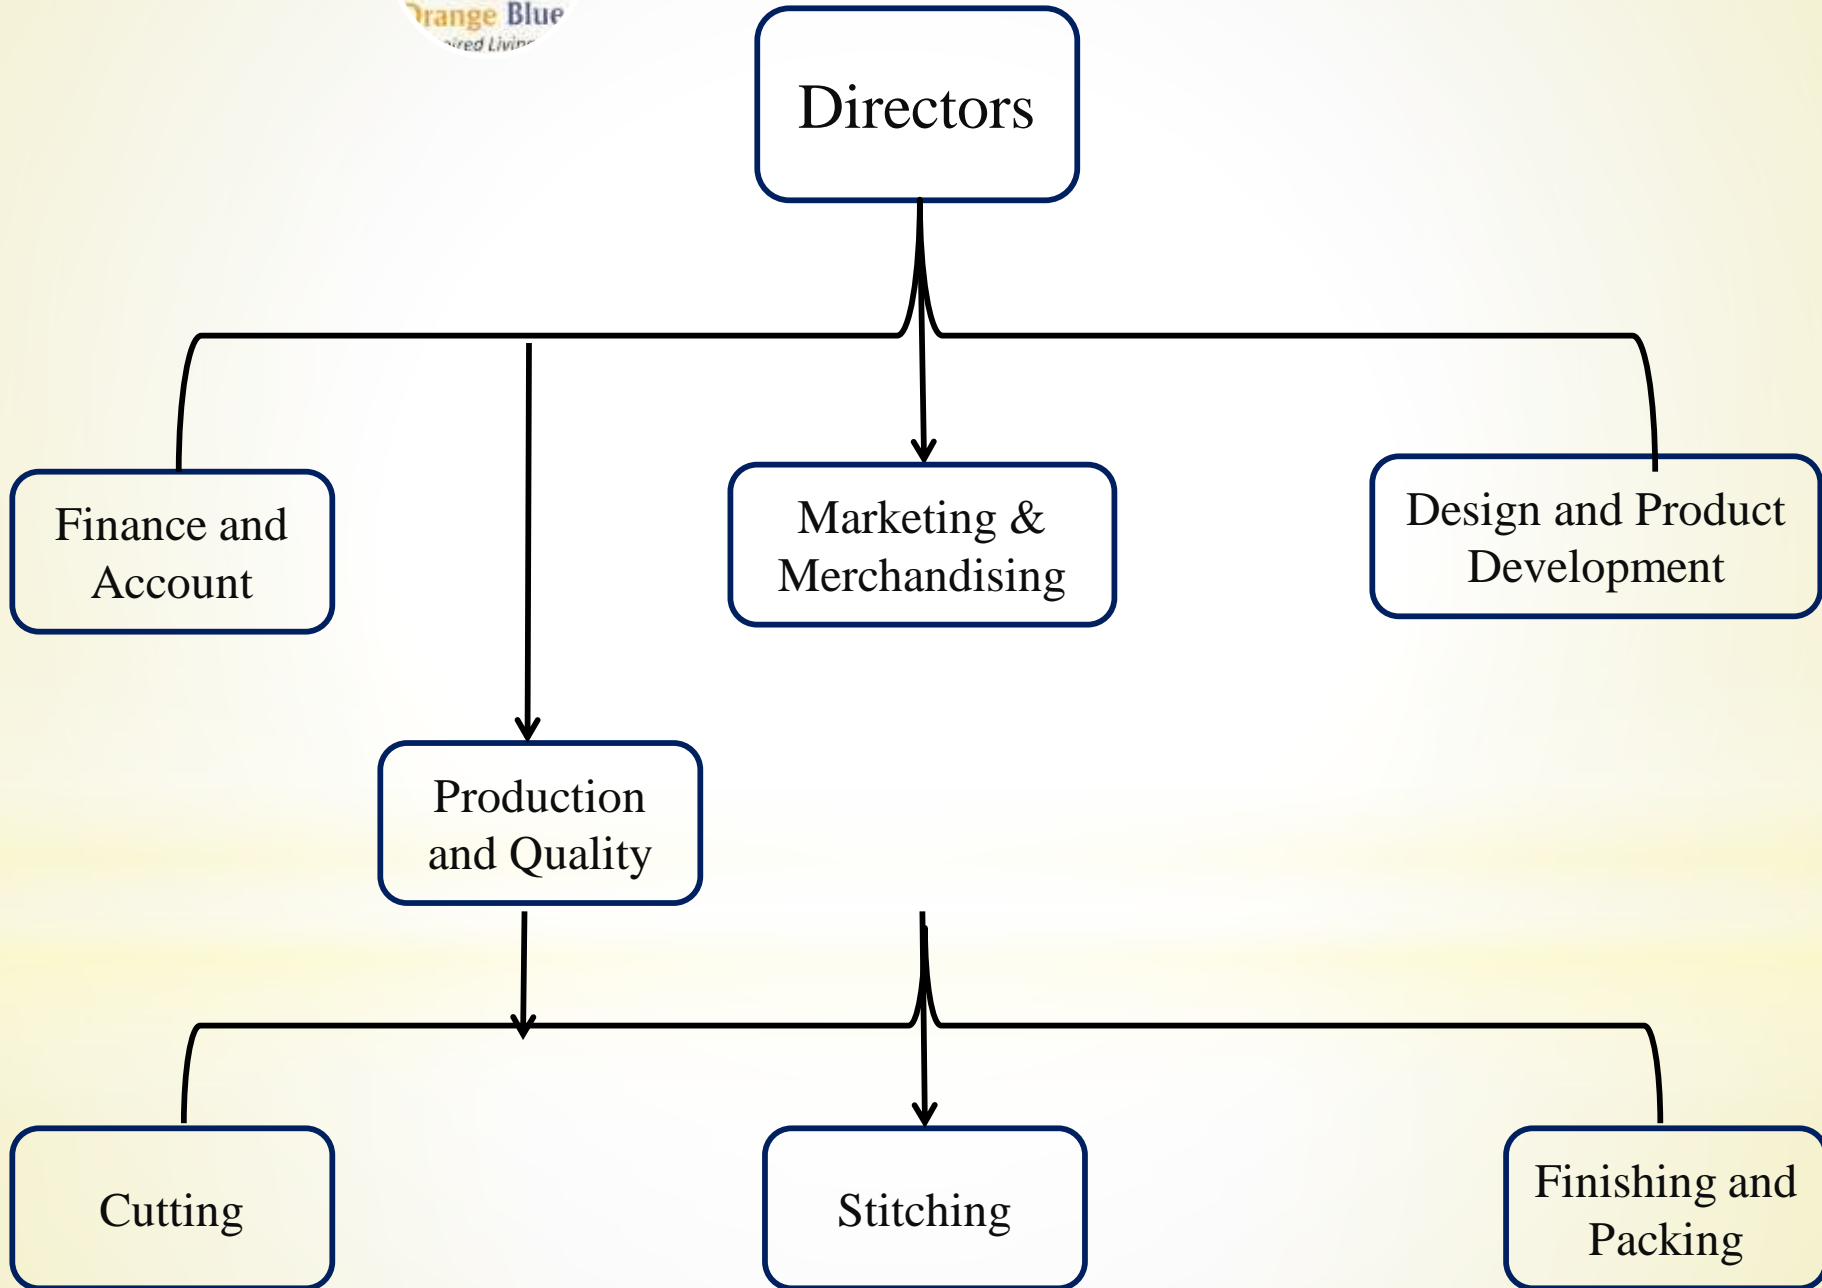 Orange Blue
Directors
Finance and
Account
Marketing &
Merchandising
Design and Product
Development
Production
and Quality
Cutting
Stitching
Finishing and
Packing